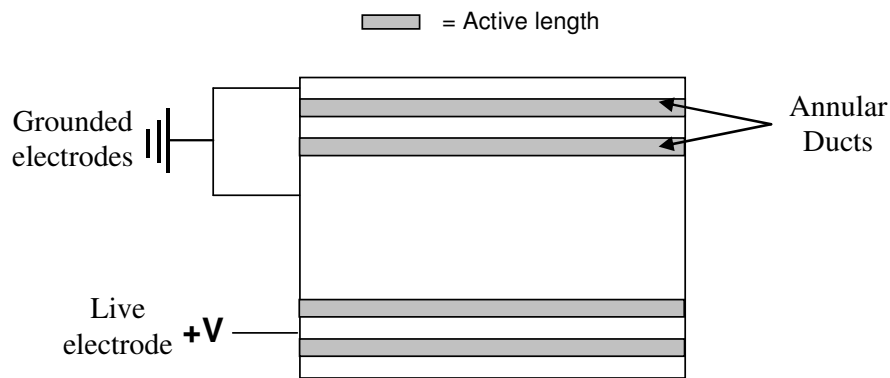 = Active length
Grounded
electrodes
Annular
Ducts
Live
electrode +V